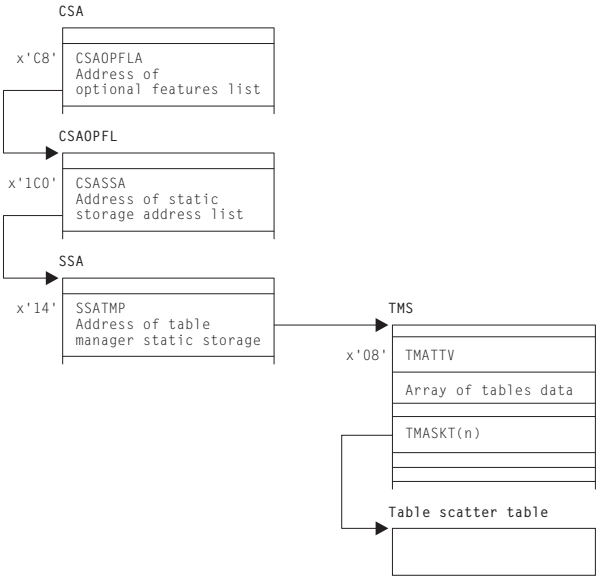 CSA
x'C8'
CSAOPFLA
Address of
optional features list
CSAOPFL
x'1C0'
CSASSA
Address of static
storage address list
SSA
x'14'
SSATMP
Address of table
manager static storage
TMS
x'08'
TMATTV
Array of tables data
TMASKT(n)
Table scatter table